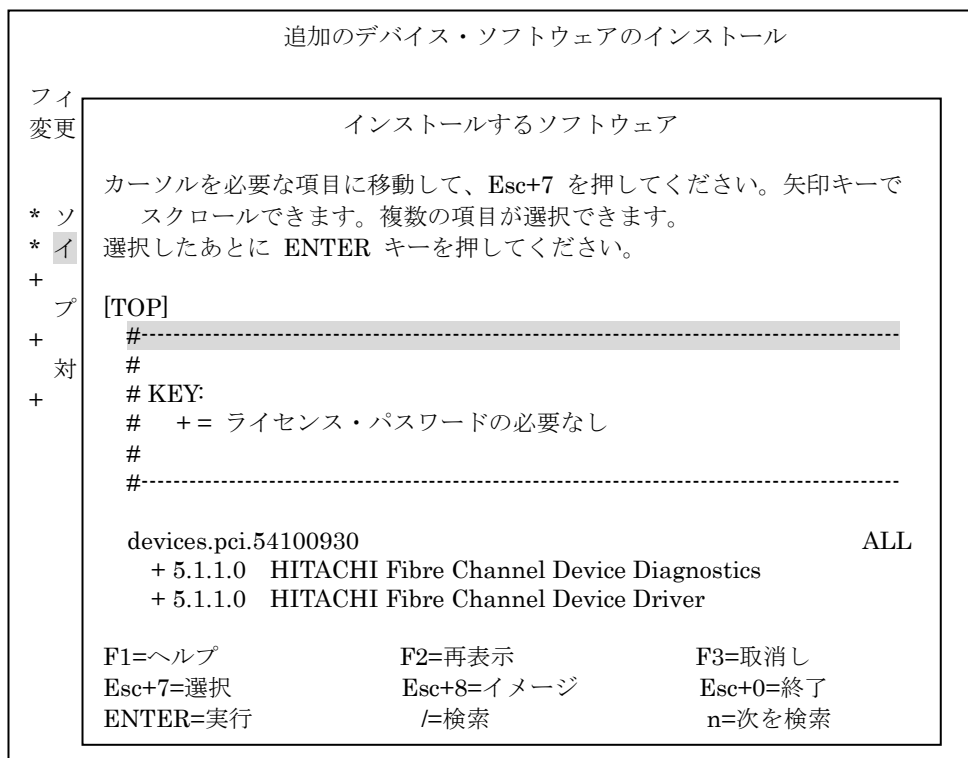 追加のデバイス・ソフトウェアのインストール
フィ
変更
インストールするソフトウェア
カーソルを必要な項目に移動して、Esc+7 を押してください。矢印キーで
* ソ
スクロールできます。複数の項目が選択できます。
* イ
選択したあとに ENTER キーを押してください。
+
プ
[TOP]
+
#------------------------------------------------------------
対
#
+
# KEY:
# + = ライセンス・パスワードの必要なし
#
#------------------------------------------------------------
devices.pci.54100930 ALL
+ 5.1.1.0 HITACHI Fibre Channel Device Diagnostics
+ 5.1.1.0 HITACHI Fibre Channel Device Driver
F1=ヘルプ F2=再表示 F3=取消し
Esc+7=選択 Esc+8=イメージ Esc+0=終了
ENTER=実行 /=検索 n=次を検索